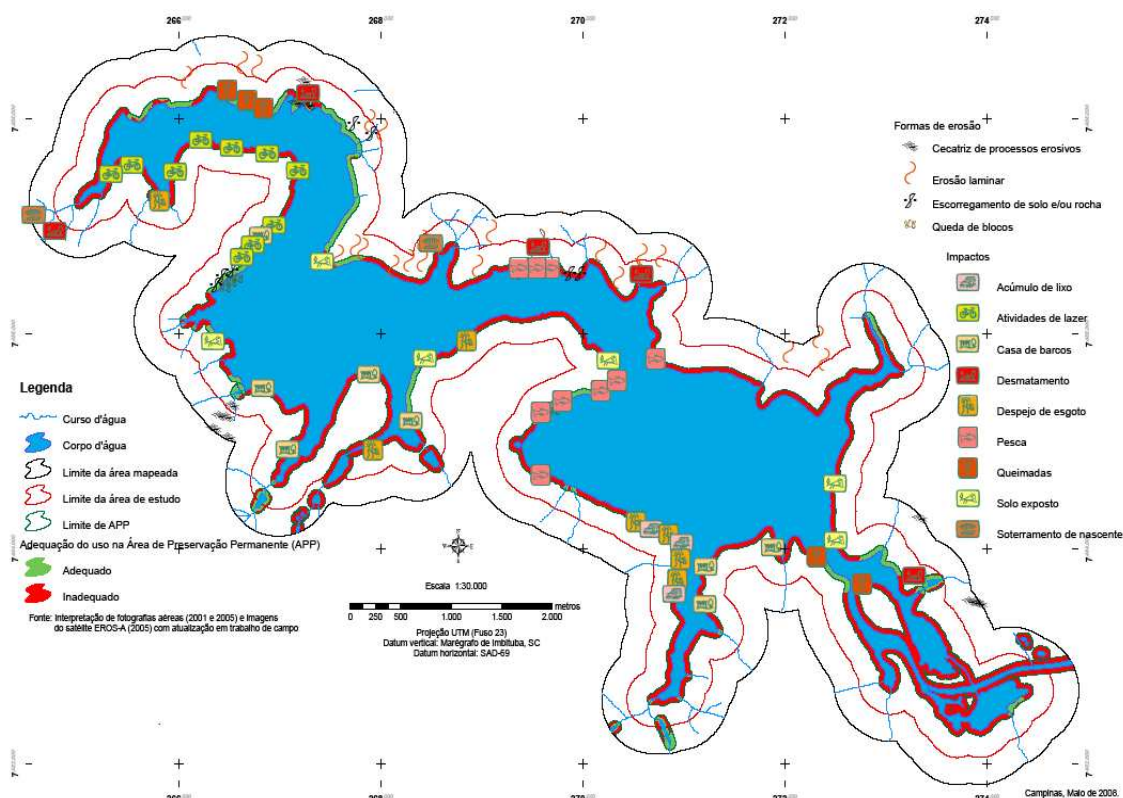 266.000 268.000 270.000 272.000 274.000
Formas de erosão
Cecatriz de processos erosivos
Erosão laminar
Escorregamento de solo e/ou rocha
Queda de blocos
Impactos
Acúmulo de lixo
Atividades de lazer
Casa de barcos
Desmatamento
Despejo de esgoto
Pesca
Queimadas
Solo exposto
Soterramento de nascente
Legenda
Curso d'água
Corpo d'água
Limite da área mapeada
Limite da área de estudo
Limite de APP
Adequação do uso na Área de Preservação Permanente (APP)
Adequado
Inadequado
Fonte: Interpretação de fotografias aéreas (2001 e 2005) e Imagens
do satélite EROS-A (2005) com atualização em trabalho de campo
Escala 1:30.000
0 250 500 1.000 1.500 2.000 metros
Projeção UTM (Fuso 23)
Datum vertical: Marégrafo de Imbituba, SC
Datum horizontal: SAD-69
Campinas, Maio de 2008.